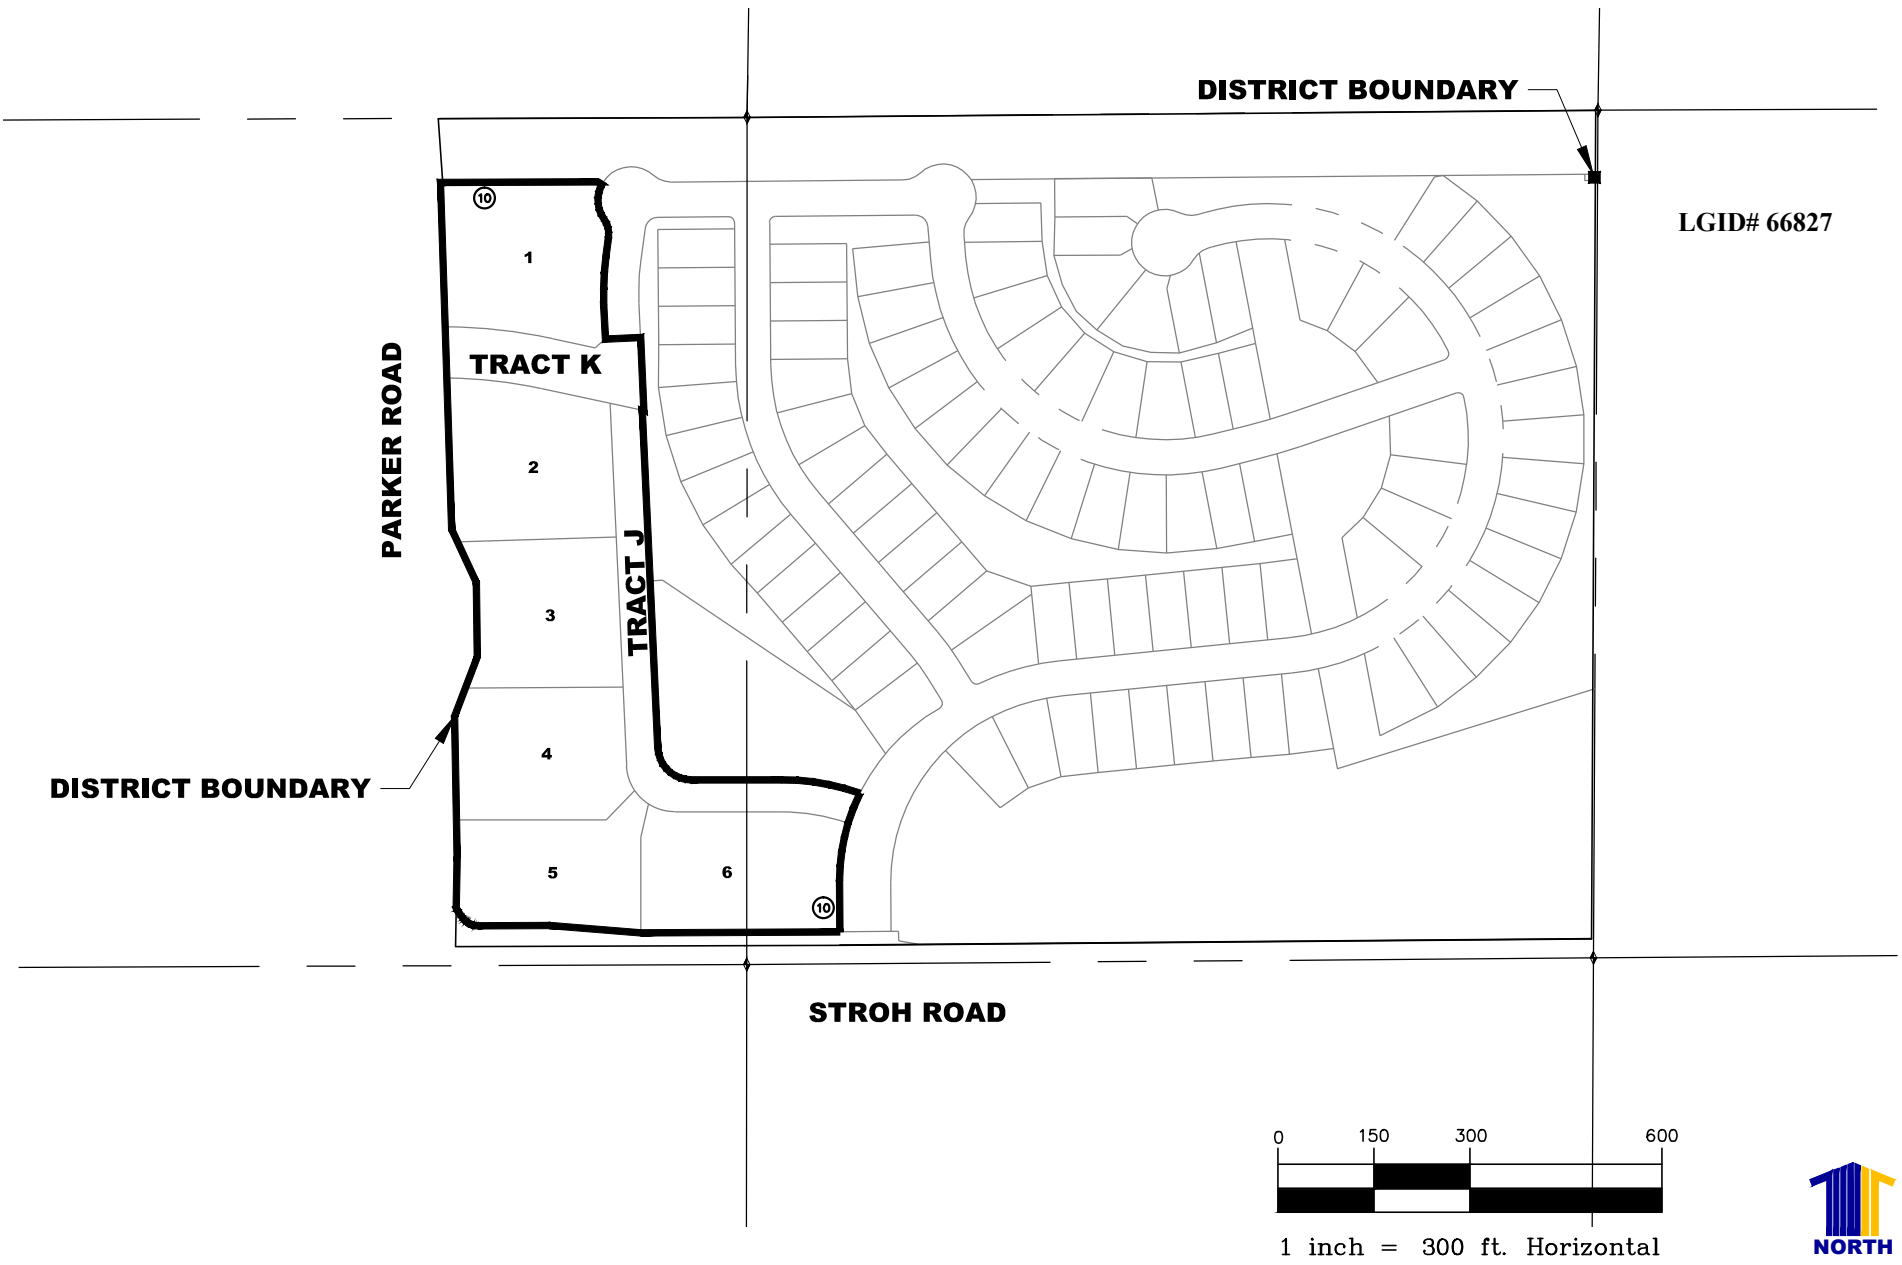 DISTRICT BOUNDARY
LGID# 66827
10
1
TRACT K
PARKER ROAD
2
TRACT J
3
4
DISTRICT BOUNDARY
5
6
10
STROH ROAD
0 150 300 600
1 inch = 300 ft. Horizontal
NORTH